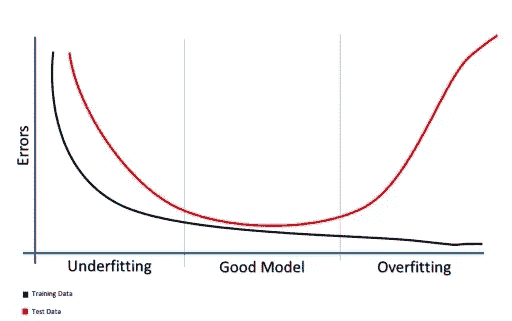 Errors
Underfitting
Good Model
Overfitting
Training Data
Test Data